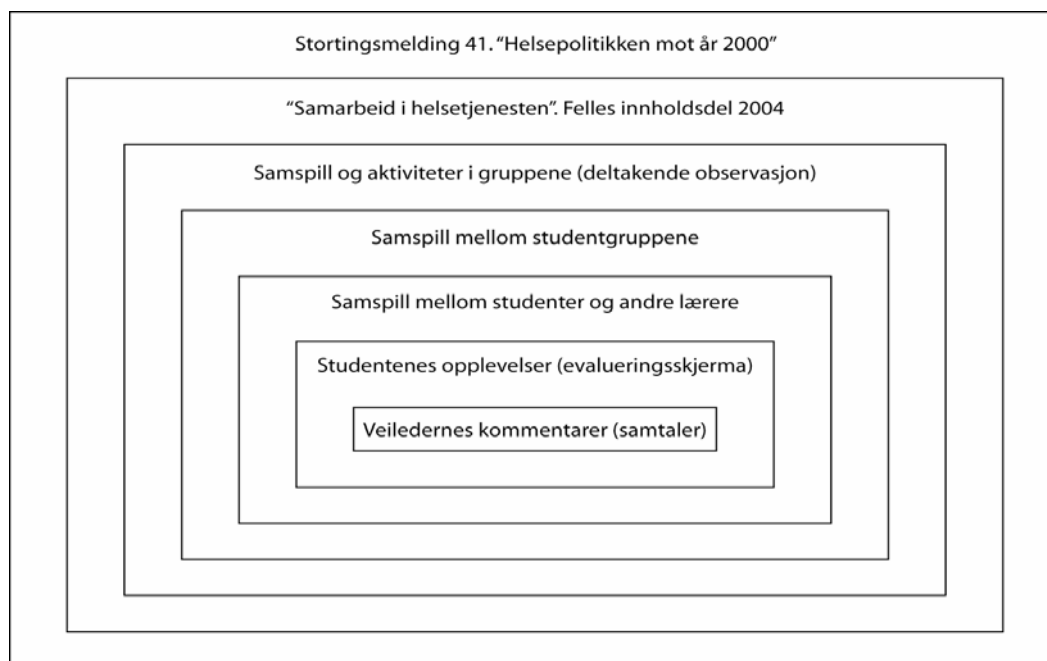 Stortingsmelding 41. “Helsepolitikken mot år 2000”
“Samarbeid i helsetjenesten”. Felles innholdsdel 2004
Samspill og aktiviteter i gruppene (deltakende observasjon)
Samspill mellom studentgruppene
Samspill mellom studenter og andre lærere
Studentenes opplevelser (evalueringsskjerma)
Veiledernes kommentarer (samtaler)